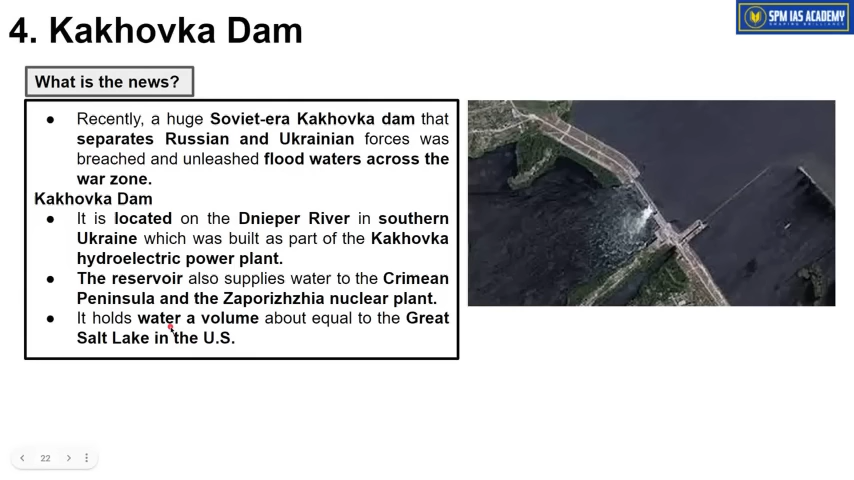 4. Kakhovka Dam
SPM IAS ACADEMY
SHAPING BRILLIANCE
What is the news?
● Recently, a huge Soviet-era Kakhovka dam that
separates Russian and Ukrainian forces was
breached and unleashed flood waters across the
war zone.
Kakhovka Dam
● It is located on the Dnieper River in southern
Ukraine which was built as part of the Kakhovka
hydroelectric power plant.
● The reservoir also supplies water to the Crimean
Peninsula and the Zaporizhzhia nuclear plant.
● It holds water a volume about equal to the Great
Salt Lake in the U.S.
22